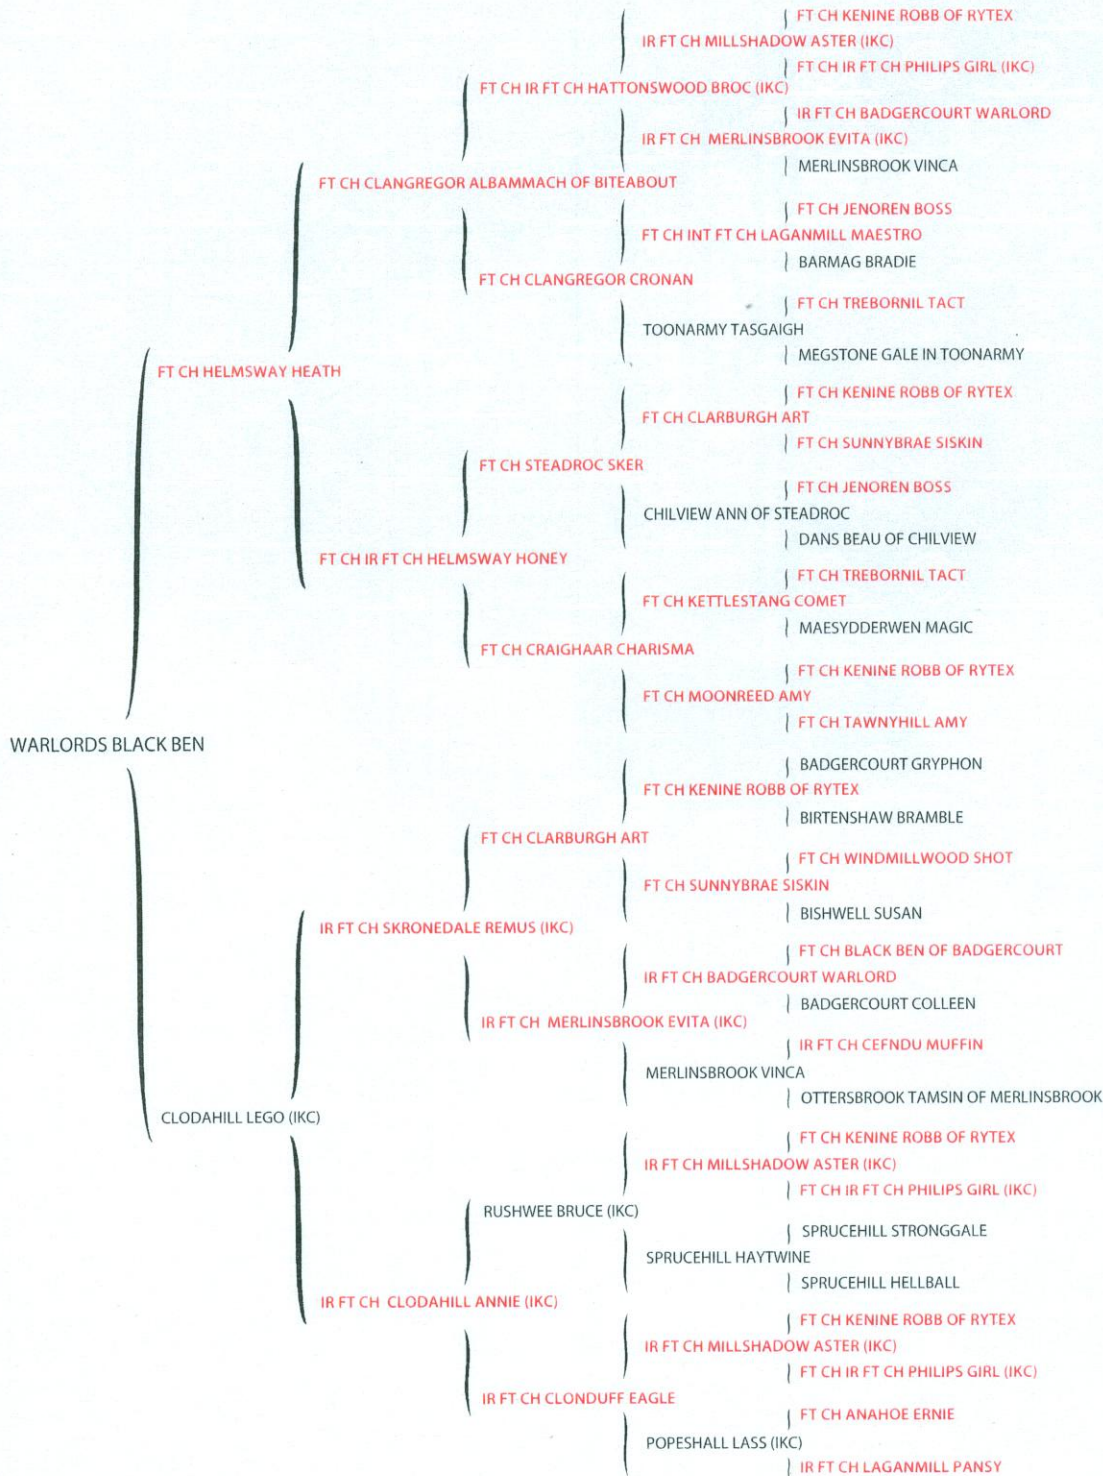 FT CH KENINE ROBB OF RYTEX
IR FT CH MILLSHADOW ASTER (IKC)
FT CH IR FT CH PHILIPS GIRL (IKC)
FT CH IR FT CH HATTONSWOOD BROC (IKC)
IR FT CH BADGERCOURT WARLORD
IR FT CH MERLINSBROOK EVITA (IKC)
MERLINSBROOK VINCA
FT CH CLANGREGOR ALBAMMACH OF BITEABOUT
FT CH JENOREN BOSS
FT CH INT FT CH LAGANMILL MAESTRO
BARMAG BRADIE
FT CH CLANGREGOR CRONAN
FT CH TREBORNIL TACT
TOONARMY TASGAIGH
MEGSTONE GALE IN TOONARMY
FT CH HELMSWAY HEATH
FT CH KENINE ROBB OF RYTEX
FT CH CLARBURGH ART
FT CH SUNNYBRAE SISKIN
FT CH STEADROC SKER
FT CH JENOREN BOSS
CHILVIEW ANN OF STEADROC
DANS BEAU OF CHILVIEW
FT CH IR FT CH HELMSWAY HONEY
FT CH TREBORNIL TACT
FT CH KETTLESTANG COMET
MAESYDDERWEN MAGIC
FT CH CRAIGHAAR CHARISMA
FT CH KENINE ROBB OF RYTEX
FT CH MOONREED AMY
FT CH TAWNYHILL AMY
WARLORDS BLACK BEN
BADGERCOURT GRYPHON
FT CH KENINE ROBB OF RYTEX
BIRTENSHAW BRAMBLE
FT CH CLARBURGH ART
FT CH WINDMILLWOOD SHOT
FT CH SUNNYBRAE SISKIN
BISHWELL SUSAN
IR FT CH SKRONEDALE REMUS (IKC)
FT CH BLACK BEN OF BADGERCOURT
IR FT CH BADGERCOURT WARLORD
BADGERCOURT COLLEEN
IR FT CH MERLINSBROOK EVITA (IKC)
IR FT CH CEFNDU MUFFIN
MERLINSBROOK VINCA
OTTERSBROOK TAMSIN OF MERLINSBROOK
CLODAHILL LEGO (IKC)
FT CH KENINE ROBB OF RYTEX
IR FT CH MILLSHADOW ASTER (IKC)
FT CH IR FT CH PHILIPS GIRL (IKC)
RUSHWEE BRUCE (IKC)
SPRUCEHILL STRONGGALE
SPRUCEHILL HAYTWINE
SPRUCEHILL HELLBALL
IR FT CH CLODAHILL ANNIE (IKC)
FT CH KENINE ROBB OF RYTEX
IR FT CH MILLSHADOW ASTER (IKC)
FT CH IR FT CH PHILIPS GIRL (IKC)
IR FT CH CLONDUFF EAGLE
FT CH ANAHOE ERNIE
POPESHALL LASS (IKC)
IR FT CH LAGANMILL PANSY